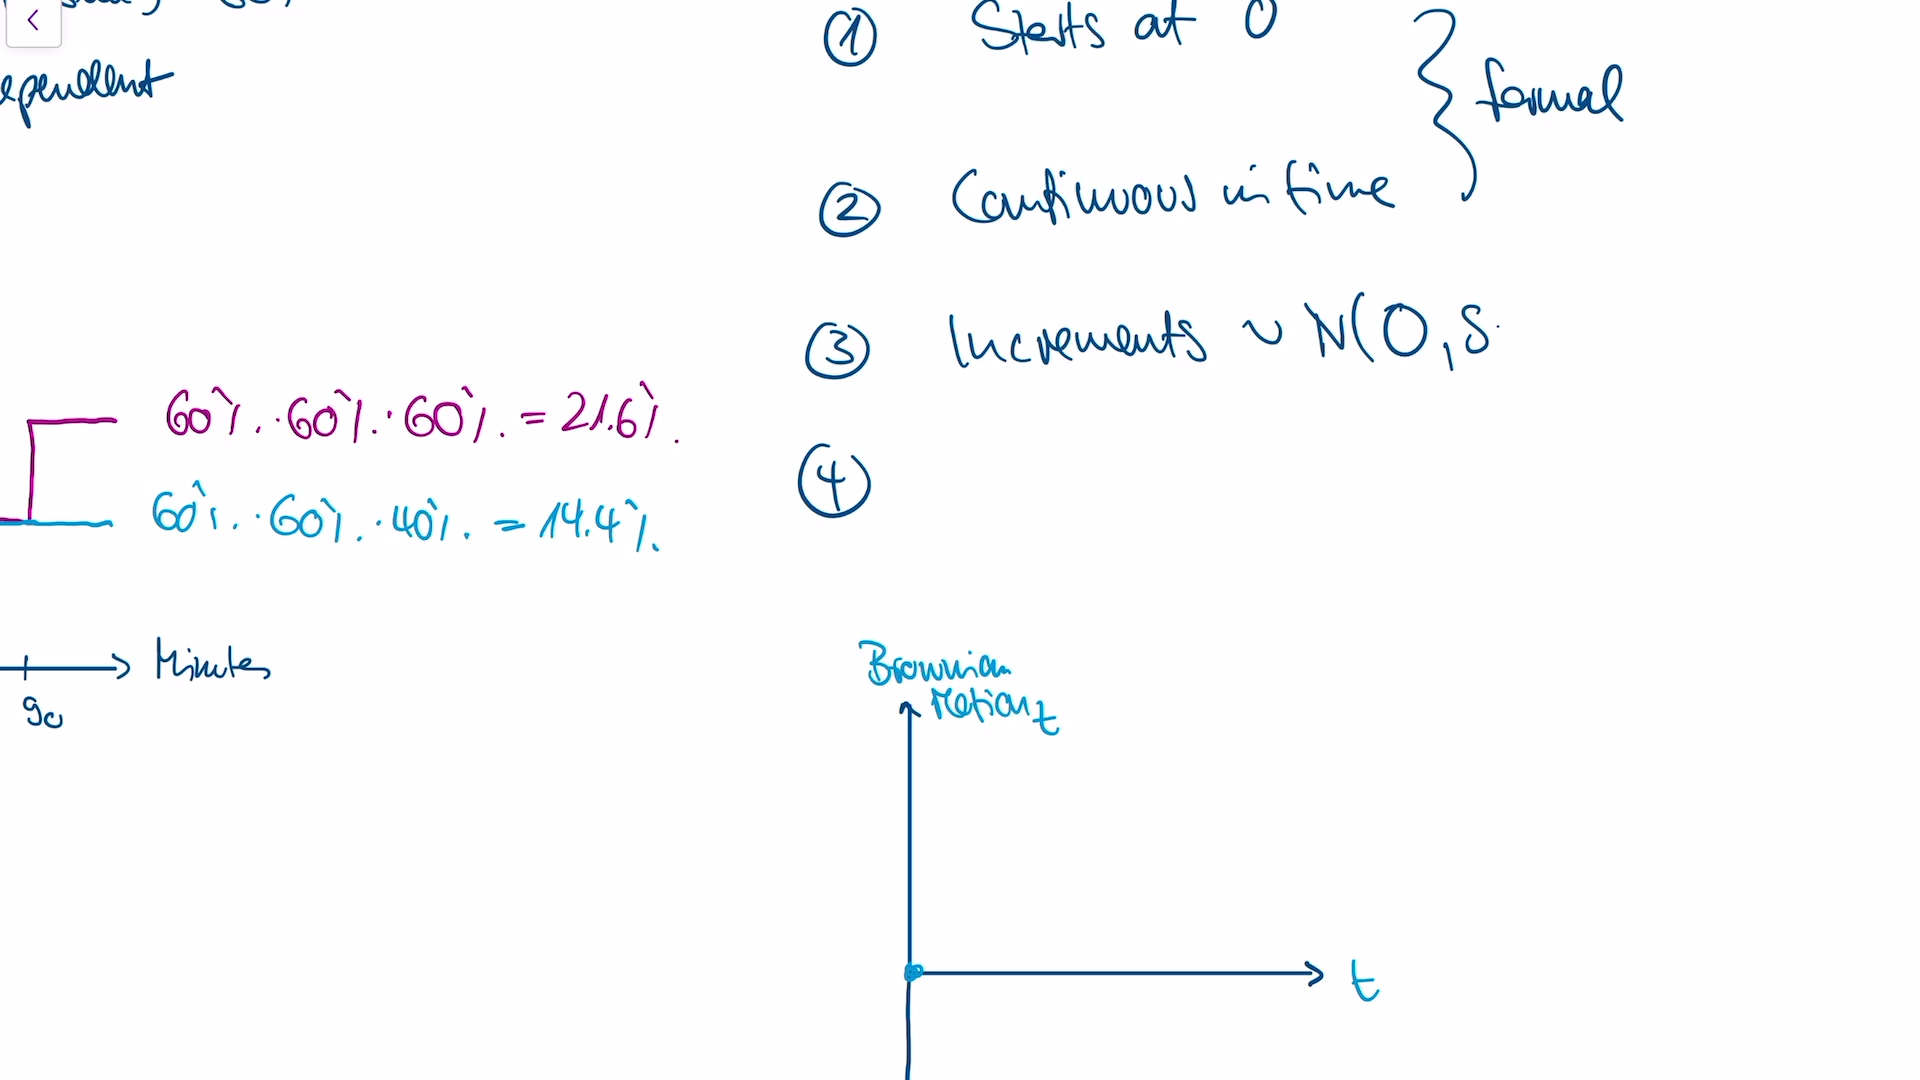 ependent
① Starts at 0
② Continuous in time
} formal
③ Increments ~ N(0, S
④
60% · 60% · 60% = 21.6%
60% · 60% · 40% = 14.4%
Minutes
90
Brownian
Motion t
t